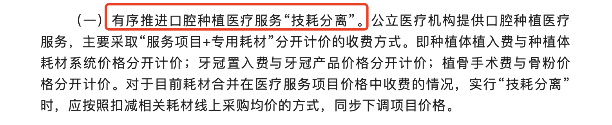 （一）有序推进口腔种植医疗服务“技耗分离”。公立医疗机构提供口腔种植医疗
服务，主要采取“服务项目+专用耗材”分开计价的收费方式。即种植体植入费与种植体
耗材系统价格分开计价；牙冠置入费与牙冠产品价格分开计价；植骨手术费与骨粉价
格分开计价。对于目前耗材合并在医疗服务项目价格中收费的情况，实行“技耗分离”
时，应按照扣减相关耗材线上采购均价的方式，同步下调项目价格。